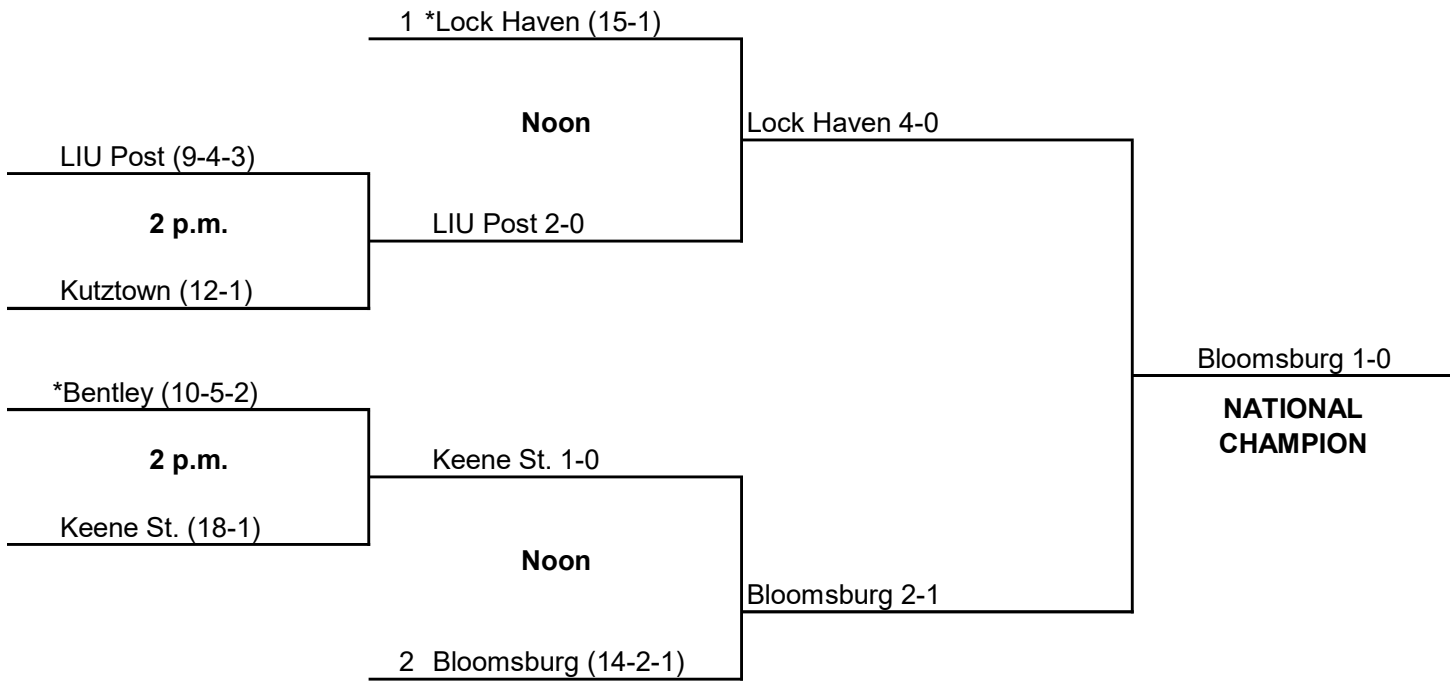 1 *Lock Haven (15-1)
Noon
Lock Haven 4-0
LIU Post (9-4-3)
2 p.m.
LIU Post 2-0
Kutztown (12-1)
Bloomsburg 1-0
*Bentley (10-5-2)
NATIONAL
CHAMPION
2 p.m.
Keene St. 1-0
Keene St. (18-1)
Noon
Bloomsburg 2-1
2 Bloomsburg (14-2-1)